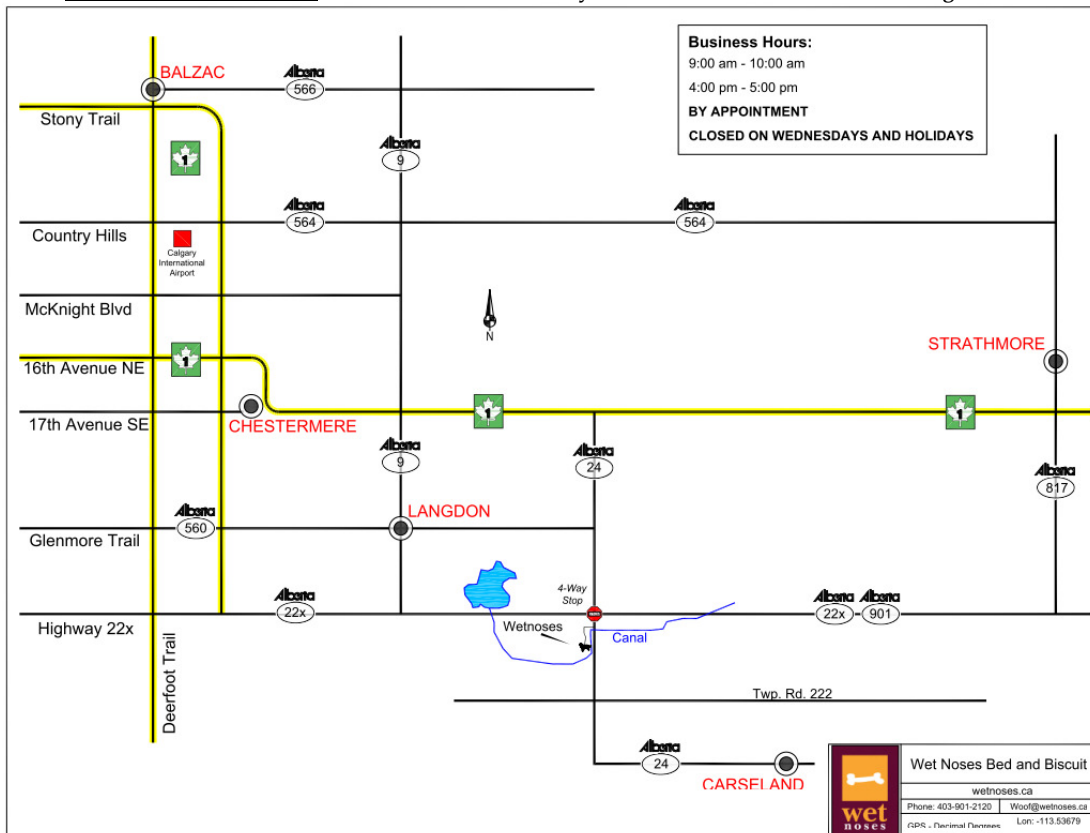 Business Hours:
9:00 am - 10:00 am
4:00 pm - 5:00 pm
BY APPOINTMENT
CLOSED ON WEDNESDAYS AND HOLIDAYS
BALZAC
Alberta
566
Stony Trail
1
Alberta
9
Alberta
564
Alberta
564
Country Hills
Calgary
International
Airport
McKnight Blvd
N
STRATHMORE
16th Avenue NE
1
17th Avenue SE
CHESTERMERE
1
1
Alberta
9
Alberta
24
Alberta
817
LANGDON
Alberta
560
Glenmore Trail
4-Way
Stop
Alberta
22x
Alberta
22x
Alberta
901
Highway 22x
Wetnoses
Canal
Deerfoot Trail
Twp. Rd. 222
Alberta
24
CARSELAND
wet
noses
Wet Noses Bed and Biscuit
wetnoses.ca
Phone: 403-901-2120
Woof@wetnoses.ca
GPS - Decimal Degrees
Lon: -113.53679